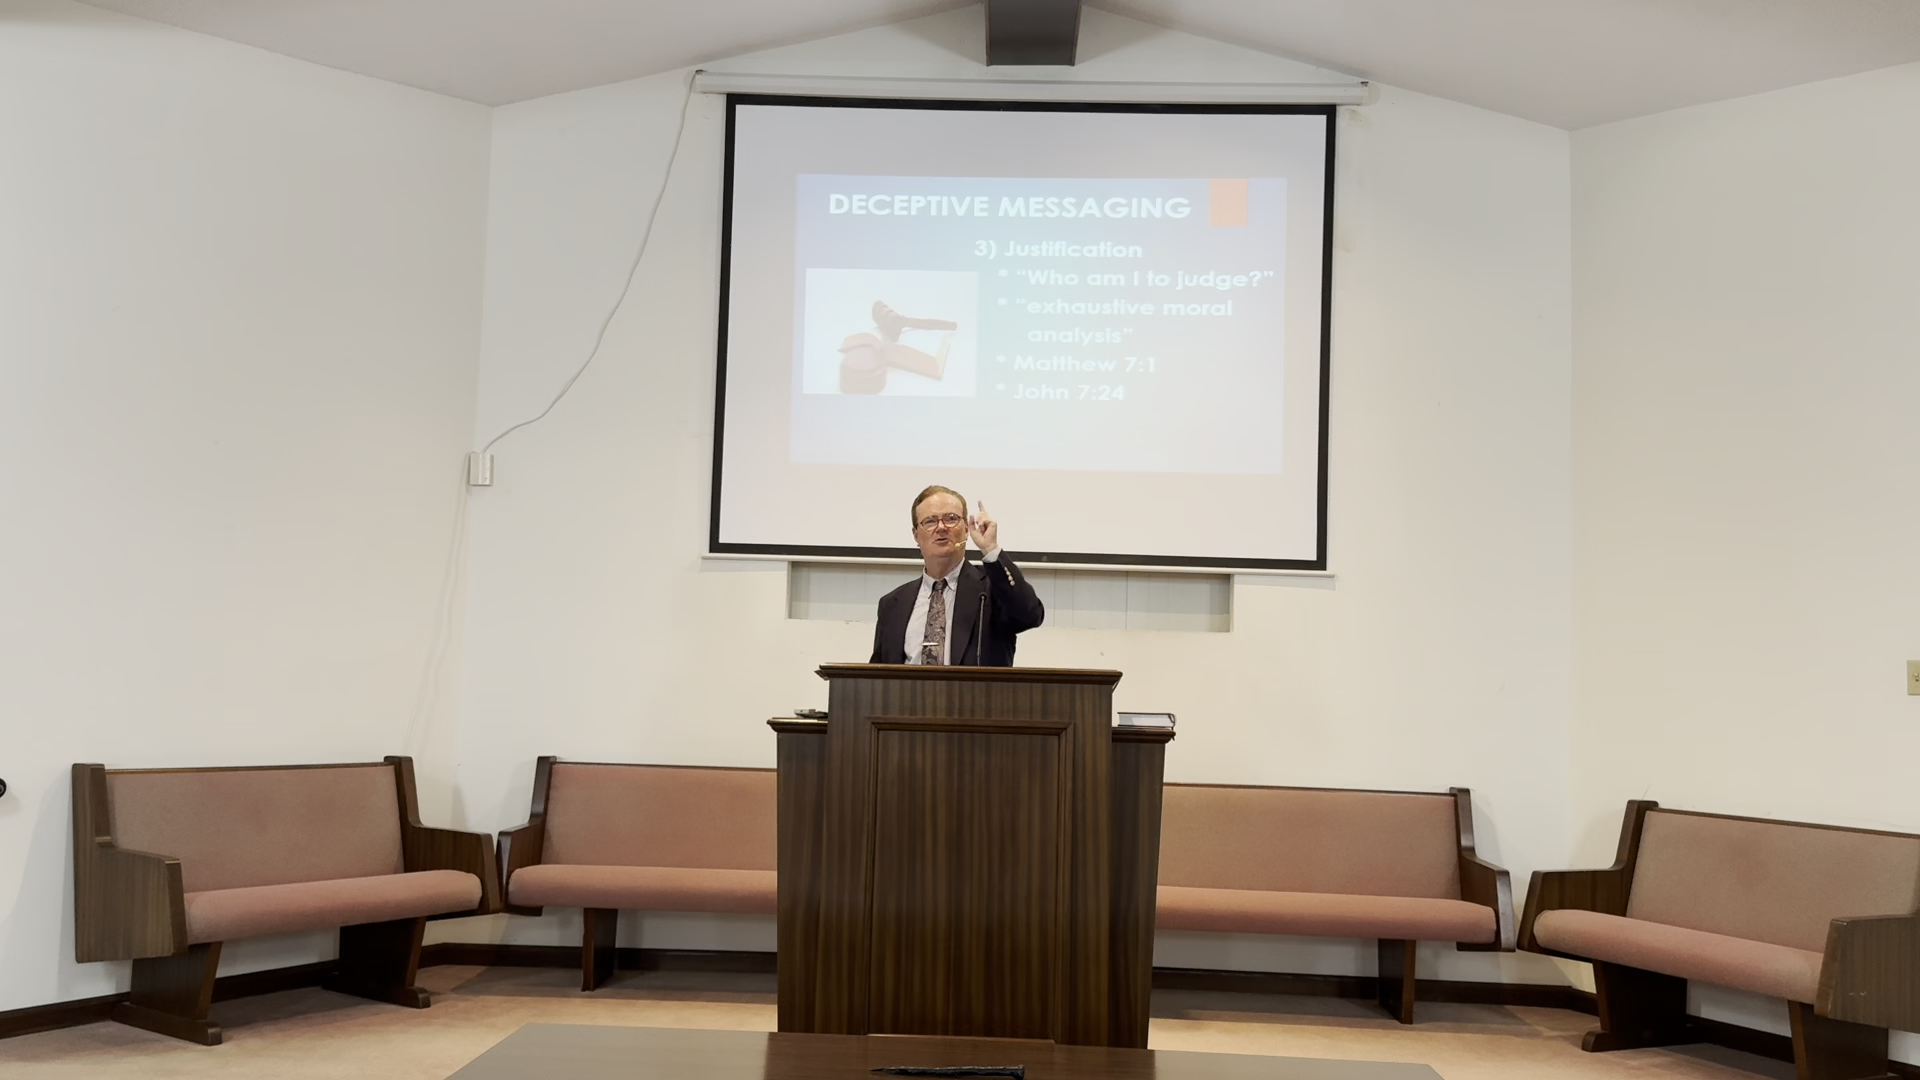 DECEPTIVE MESSAGING
3) Justification
* "Who am I to judge?"
* "exhaustive moral
analysis"
* Matthew 7:1
* John 7:24